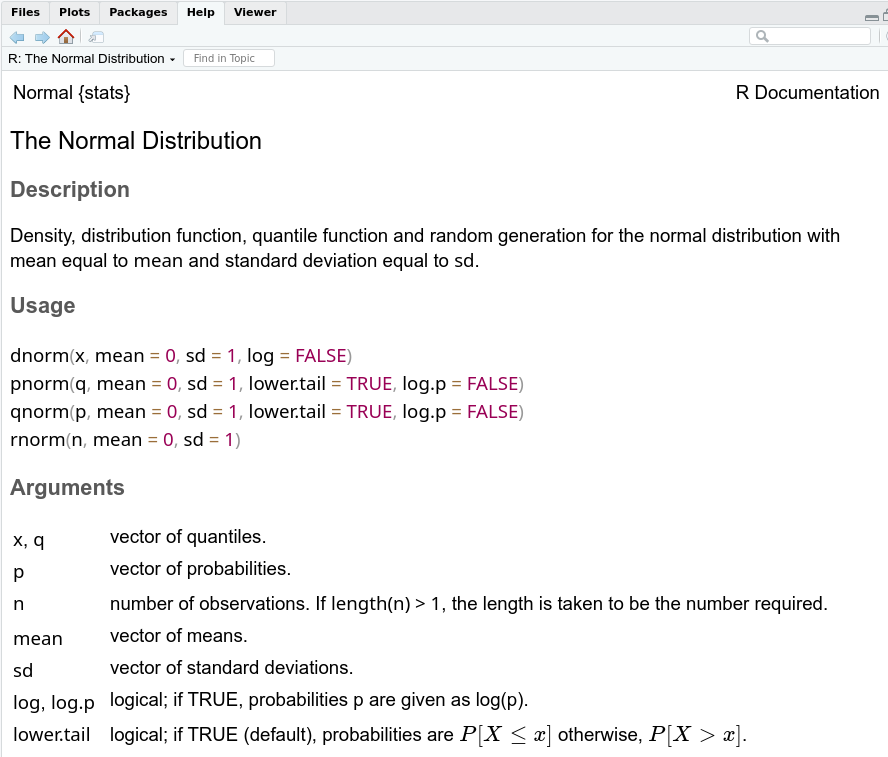 Files Plots Packages Help Viewer
R: The Normal Distribution Find in Topic
Normal {stats} R Documentation
The Normal Distribution
Description
Density, distribution function, quantile function and random generation for the normal distribution with
mean equal to mean and standard deviation equal to sd.
Usage
dnorm(x, mean = 0, sd = 1, log = FALSE)
pnorm(q, mean = 0, sd = 1, lower.tail = TRUE, log.p = FALSE)
qnorm(p, mean = 0, sd = 1, lower.tail = TRUE, log.p = FALSE)
rnorm(n, mean = 0, sd = 1)
Arguments
x, q vector of quantiles.
p vector of probabilities.
n number of observations. If length(n) > 1, the length is taken to be the number required.
mean vector of means.
sd vector of standard deviations.
log, log.p logical; if TRUE, probabilities p are given as log(p).
lower.tail logical; if TRUE (default), probabilities are P[X ≤ x] otherwise, P[X > x].